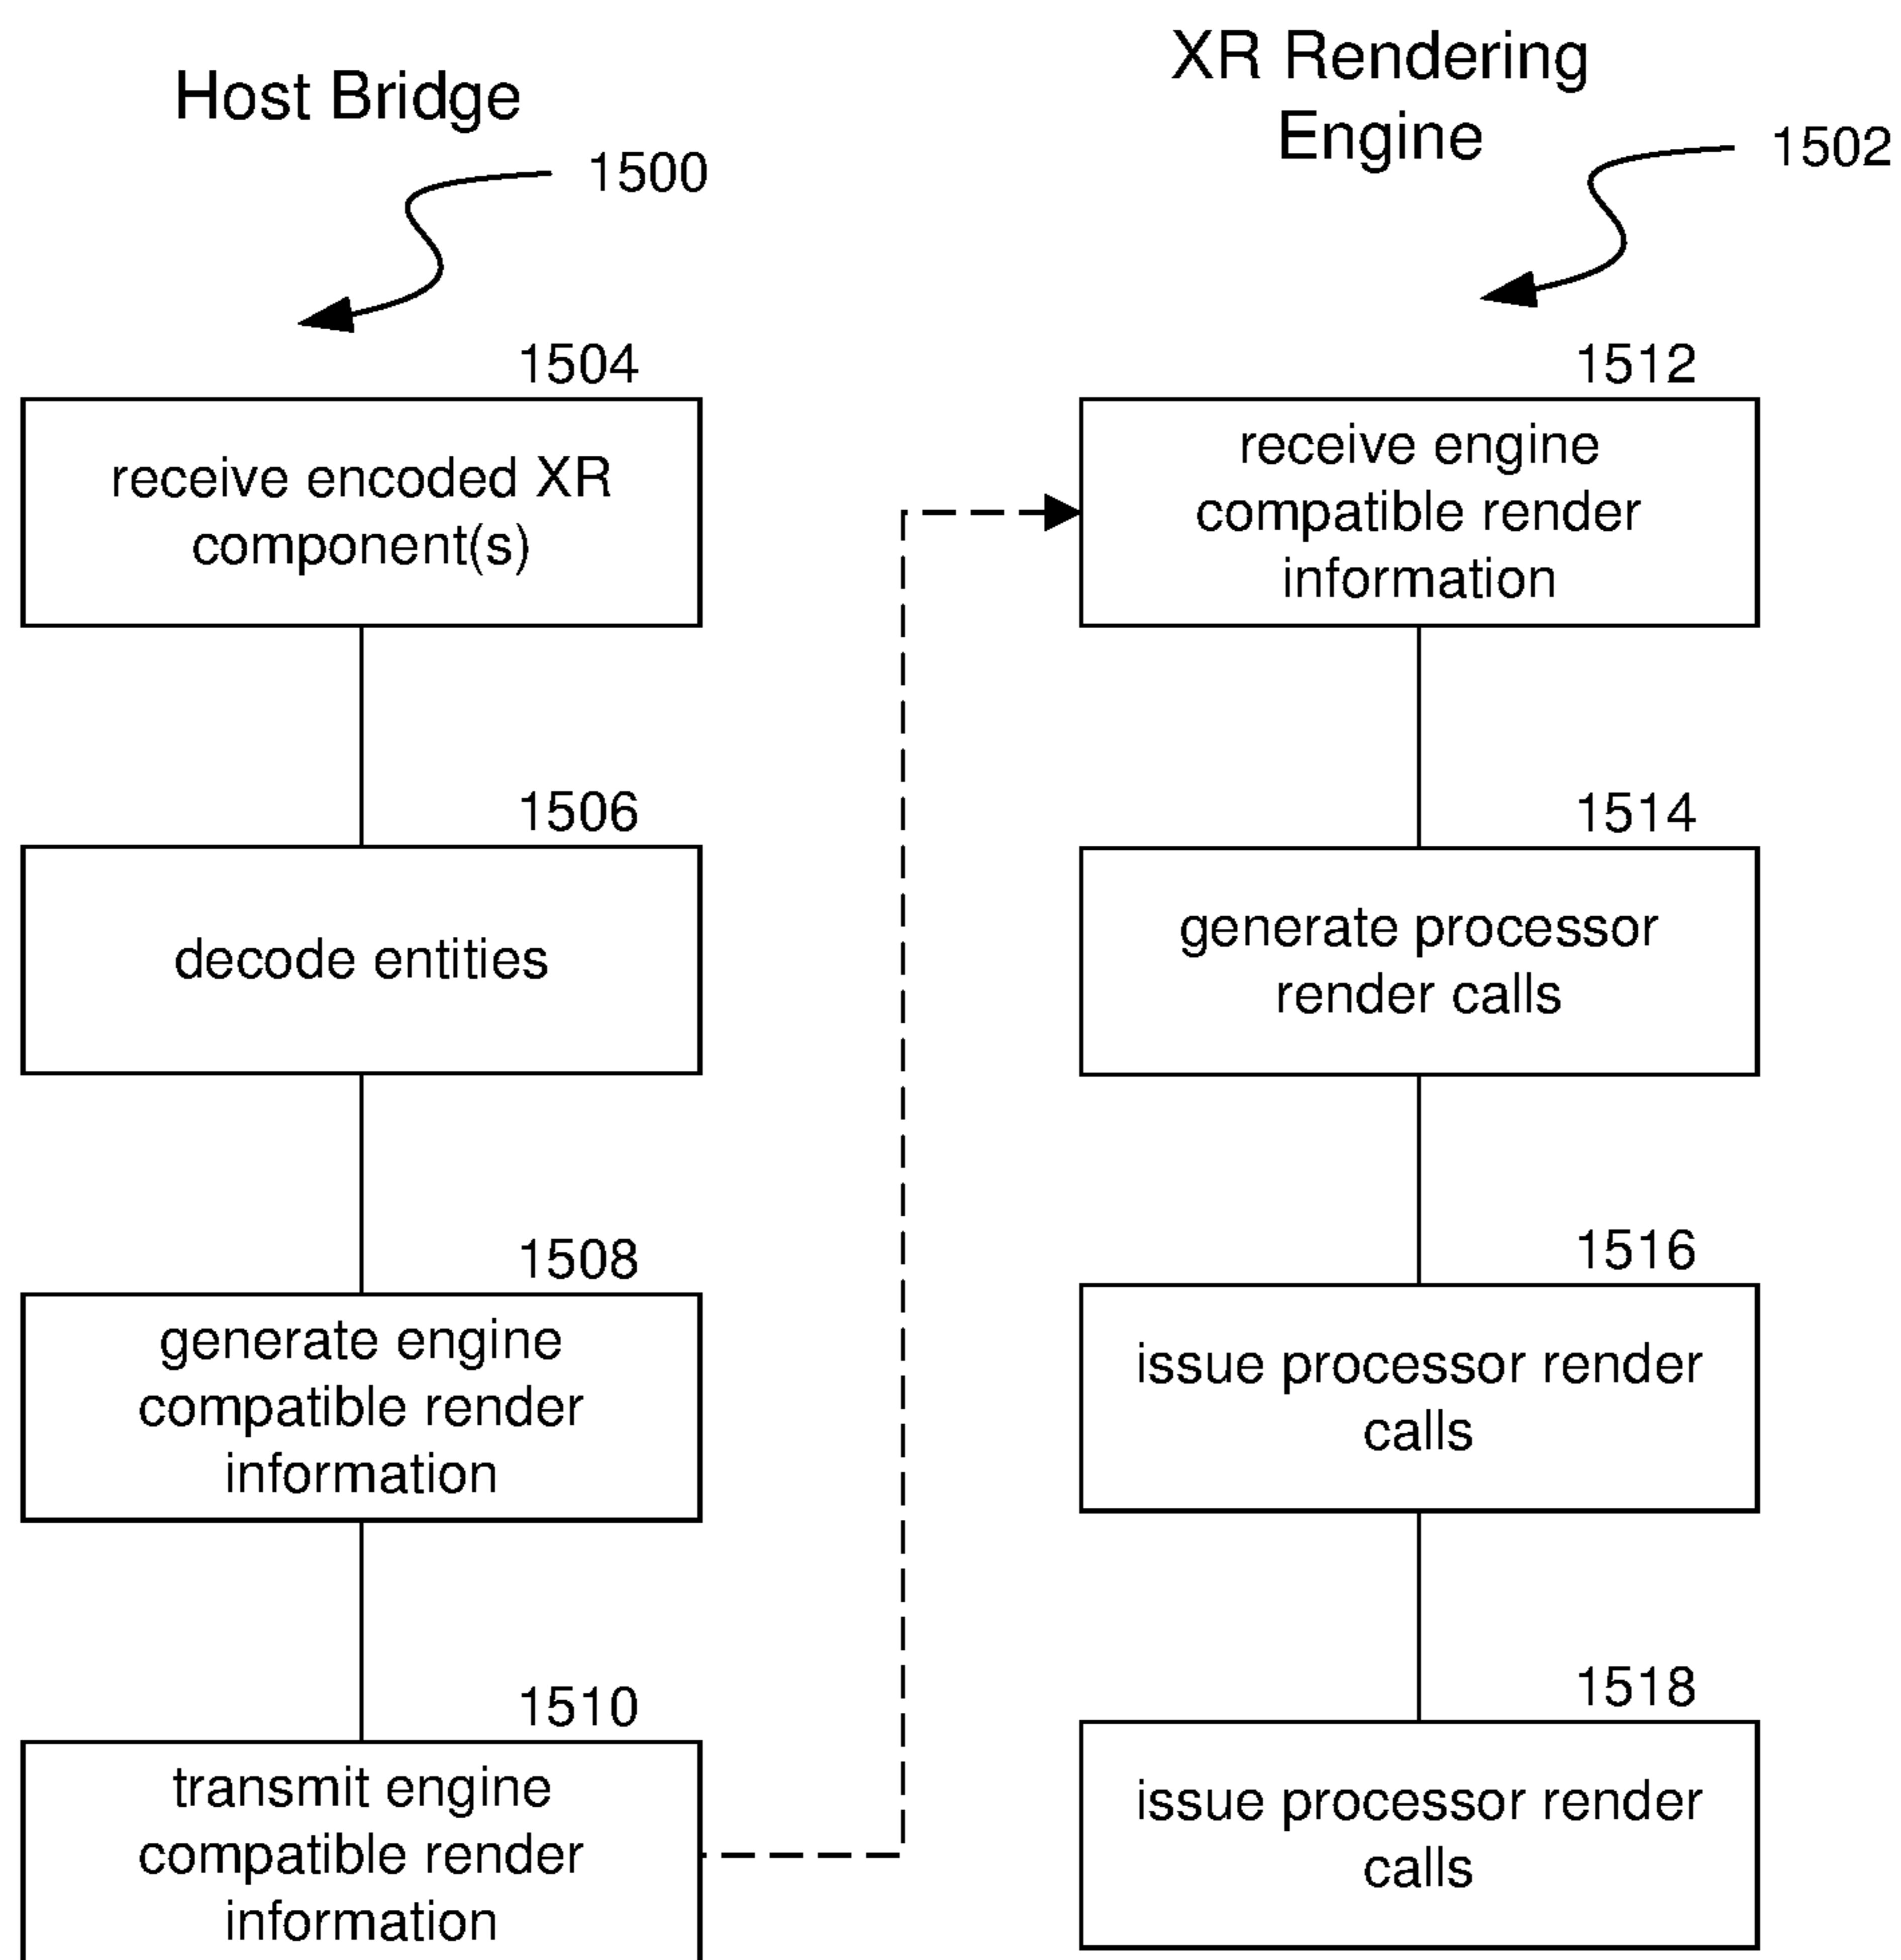 Host Bridge
1500
1504
receive encoded XR
component(s)
1506
decode entities
1508
generate engine
compatible render
information
1510
transmit engine
compatible render
information
XR Rendering
Engine
1502
1512
receive engine
compatible render
information
1514
generate processor
render calls
1516
issue processor render
calls
1518
issue processor render
calls